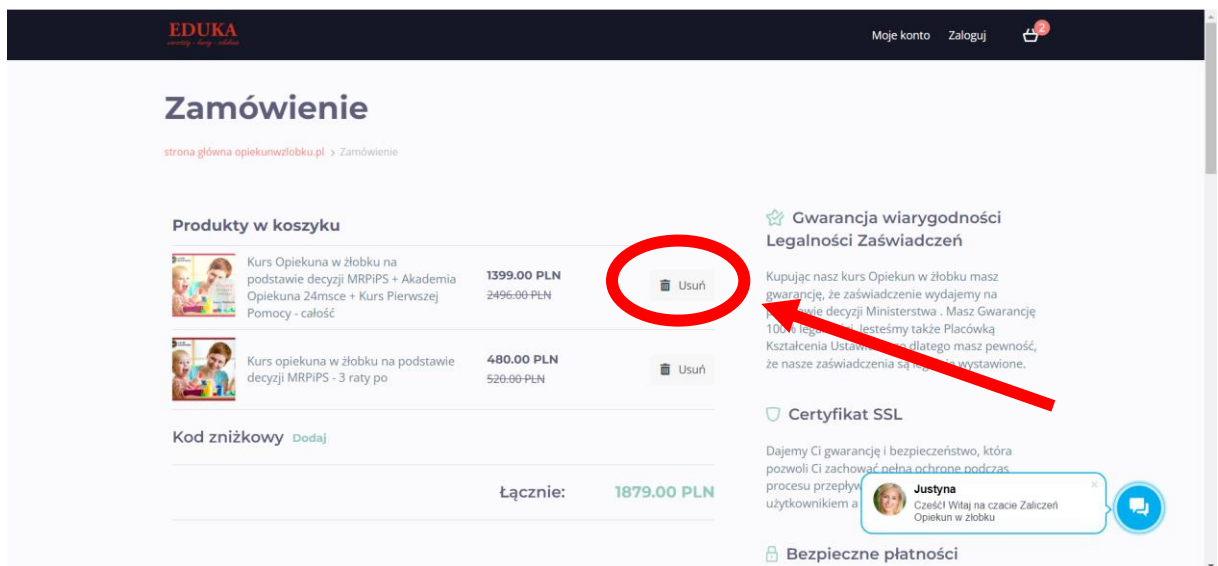 EDUKA
Moje konto Zaloguj 2
Zamówienie
strona główna opiekunwzlobku.pl > Zamówienie
Produkty w koszyku
Kurs Opiekuna w żłobku na
podstawie decyzji MRPiPS + Akademia
Opiekuna 24msce + Kurs Pierwszej
Pomocy - całość
1399.00 PLN
2496.00 PLN
Usuń
Kurs opiekuna w żłobku na podstawie
decyzji MRPiPS - 3 raty po
480.00 PLN
520.00 PLN
Usuń
Kod zniżkowy Dodaj
Łącznie: 1879.00 PLN
Gwarancja wiarygodności
Legalności Zaświadczeń
Kupując nasz kurs Opiekun w żłobku masz
gwarancję, że zaświadczenie wydajemy na
decyzji Ministerstwa . Masz Gwarancję
100% Jesteśmy także Placówką
Kształcenia dlatego masz pewność,
że nasze zaświadczenia są wystawione.
Certyfikat SSL
Dajemy Ci gwarancję i bezpieczeństwo, która
pozwoli Ci zachować pełną ochronę podczas
procesu
użytkownikiem a
Justyna
Cześć! Witaj na czacie Zaliczeń
Opiekun w żłobku
Bezpieczne płatności